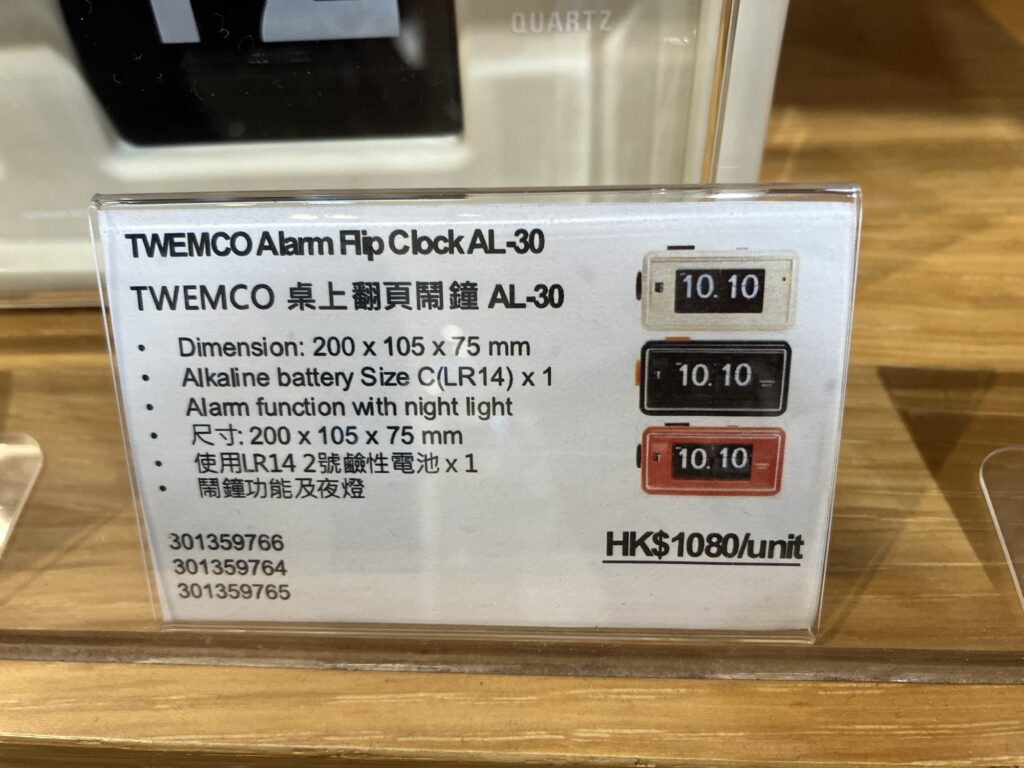 12
QUARTZ
TWEMCO Alarm Flip Clock AL-30
TWEMCO 桌上翻頁鬧鐘 AL-30
• Dimension: 200 x 105 x 75 mm
• Alkaline battery Size C(LR14) x 1
• Alarm function with night light
• 尺寸: 200 x 105 x 75 mm
• 使用LR14 2號鹼性電池 x 1
• 鬧鐘功能及夜燈
10. 10
10. 10
10. 10
301359766
301359764
301359765
HK$1080/unit